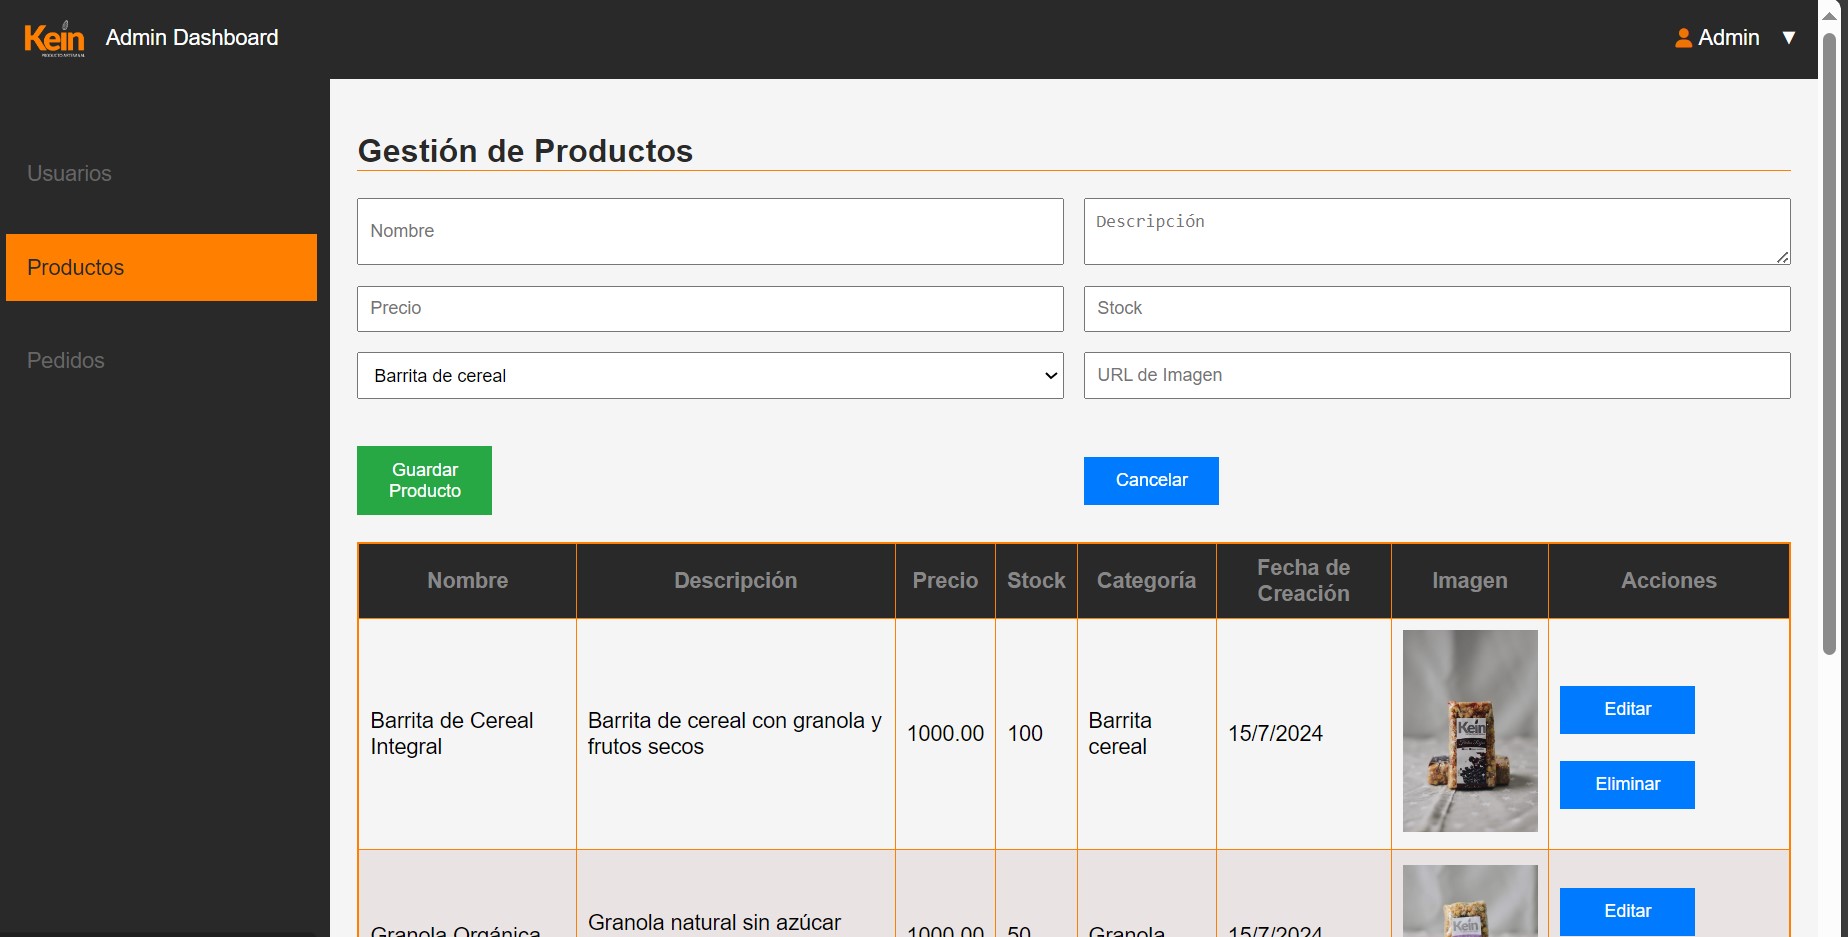 Kein
PRODUCTO ARTESANAL
Admin Dashboard
Admin ▼
Usuarios
Productos
Pedidos
Gestión de Productos
Nombre
Descripción
Precio
Stock
Barrita de cereal
URL de Imagen
Guardar
Producto
Cancelar
Nombre
Descripción
Precio
Stock
Categoría
Fecha de
Creación
Imagen
Acciones
Barrita de Cereal
Integral
Barrita de cereal con granola y
frutos secos
1000.00
100
Barrita
cereal
15/7/2024
Kein
Editar
Eliminar
Granola Orgánica
Granola natural sin azúcar
1000.00
50
Granola
15/7/2024
Kein
Editar